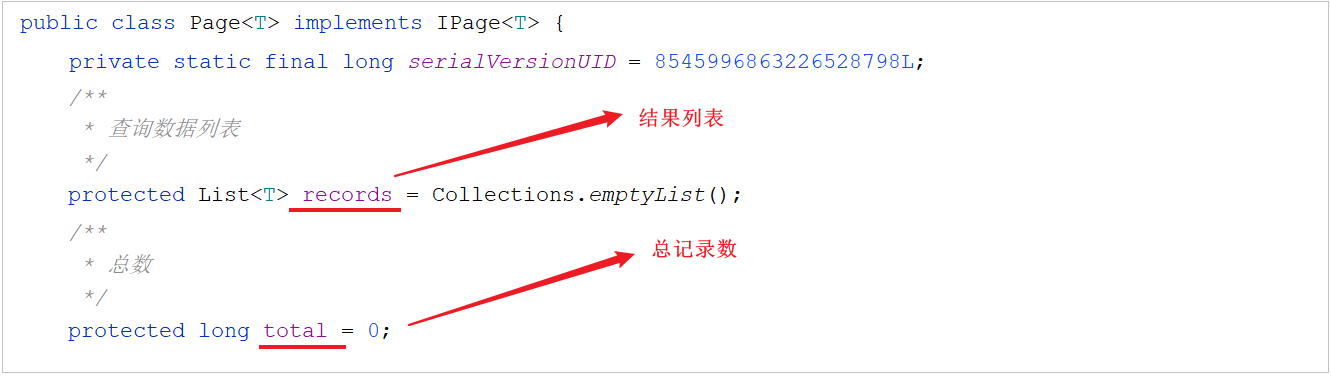 public class Page<T> implements IPage<T> {
private static final long serialVersionUID = 8545996863226528798L;
/**
* 查询数据列表
*/
结果列表
protected List<T> records = Collections.emptyList();
/**
* 总数
*/
总记录数
protected long total = 0;